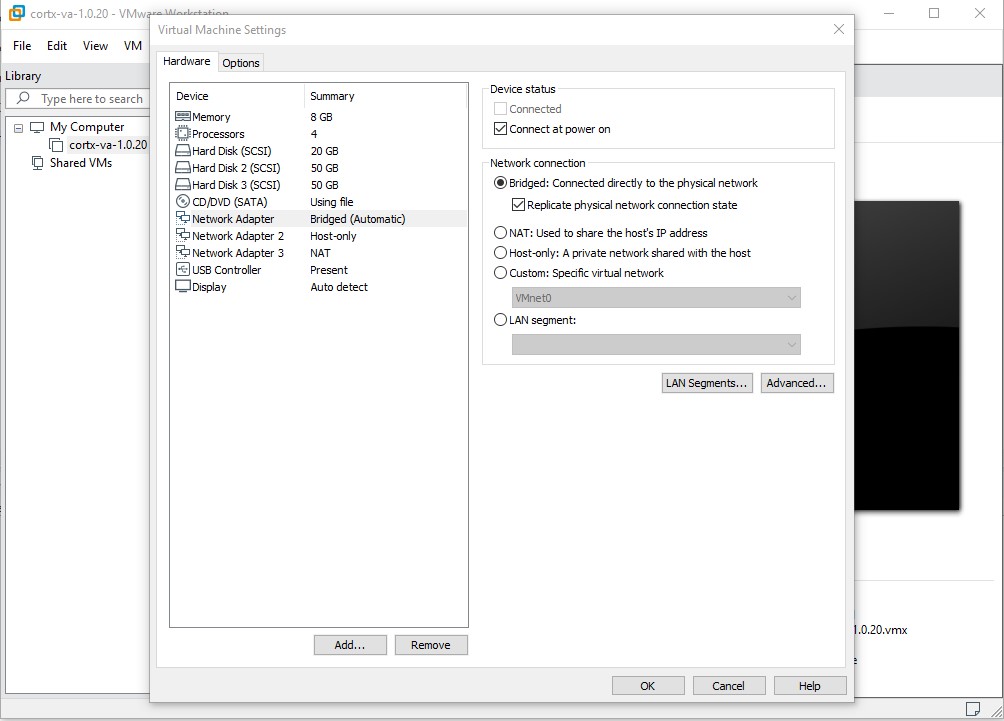 cortx-va-1.0.20 - VMware Workstation
File Edit View VM
Library
Type here to search
My Computer
cortx-va-1.0.20
Shared VMs
Virtual Machine Settings
Hardware Options
Device Summary
Memory 8 GB
Processors 4
Hard Disk (SCSI) 20 GB
Hard Disk 2 (SCSI) 50 GB
Hard Disk 3 (SCSI) 50 GB
CD/DVD (SATA) Using file
Network Adapter Bridged (Automatic)
Network Adapter 2 Host-only
Network Adapter 3 NAT
USB Controller Present
Display Auto detect
Add... Remove
Device status
Connected
Connect at power on
Network connection
Bridged: Connected directly to the physical network
Replicate physical network connection state
NAT: Used to share the host's IP address
Host-only: A private network shared with the host
Custom: Specific virtual network
VMnet0
LAN segment:
LAN Segments... Advanced...
OK Cancel Help
1.0.20.vmx